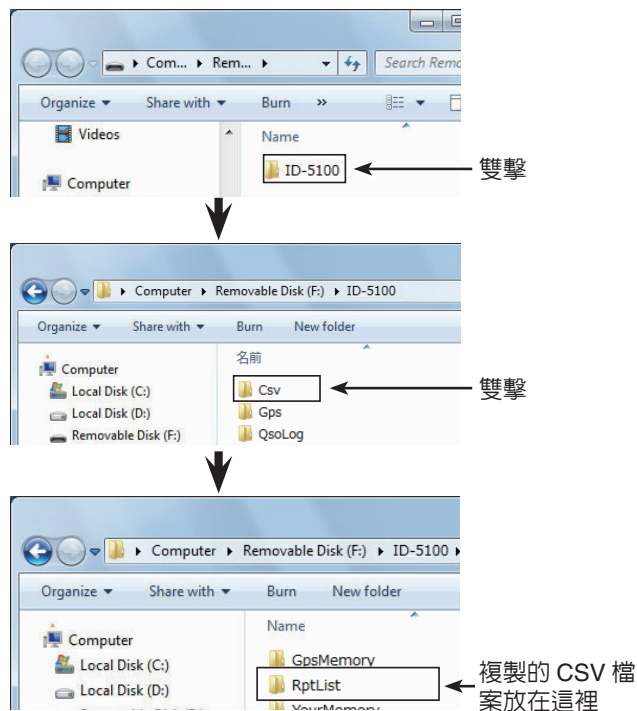 Com... Rem... Search Remo
Organize Share with Burn »
Videos Name
ID-5100 雙擊
Computer
Computer Removable Disk (F:) ID-5100
Organize Share with Burn New folder
名前
Computer
Local Disk (C:) Csv 雙擊
Local Disk (D:) Gps
Removable Disk (F:) QsoLog
Computer Removable Disk (F:) ID-5100
Organize Share with Burn New folder
Name
Computer
Local Disk (C:) GpsMemory
Local Disk (D:) RptList
複製的 CSV 檔
案放在這裡
YourMemory